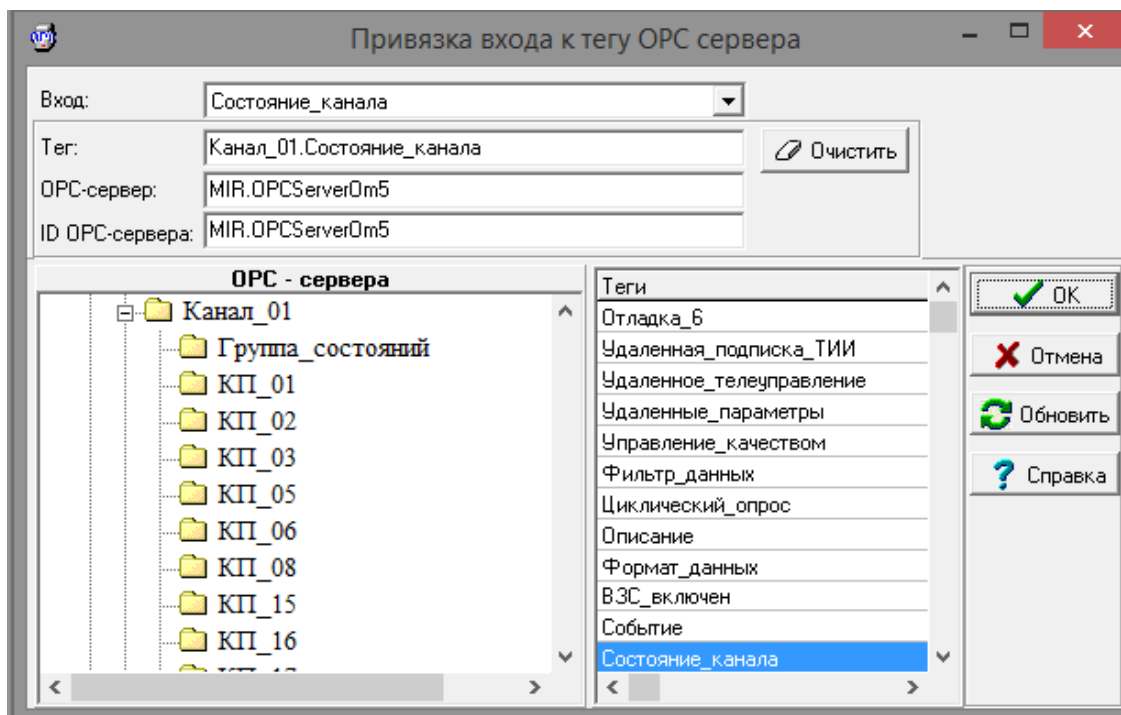 Привязка входа к тегу OPC сервера
Вход:
Состояние_канала
Тег:
Канал_01.Состояние_канала
Очистить
OPC-сервер:
MIR.OPCServerOm5
ID OPC-сервера:
MIR.OPCServerOm5
OPC - сервера
Канал_01
Группа_состояний
КП_01
КП_02
КП_03
КП_05
КП_06
КП_08
КП_15
КП_16
Теги
Отладка_6
Удаленная_подписка_ТИИ
Удаленное_телеуправление
Удаленные_параметры
Управление_качеством
Фильтр_данных
Циклический_опрос
Описание
Формат_данных
ВЗС_включен
Событие
Состояние_канала
OK
Отмена
Обновить
Справка